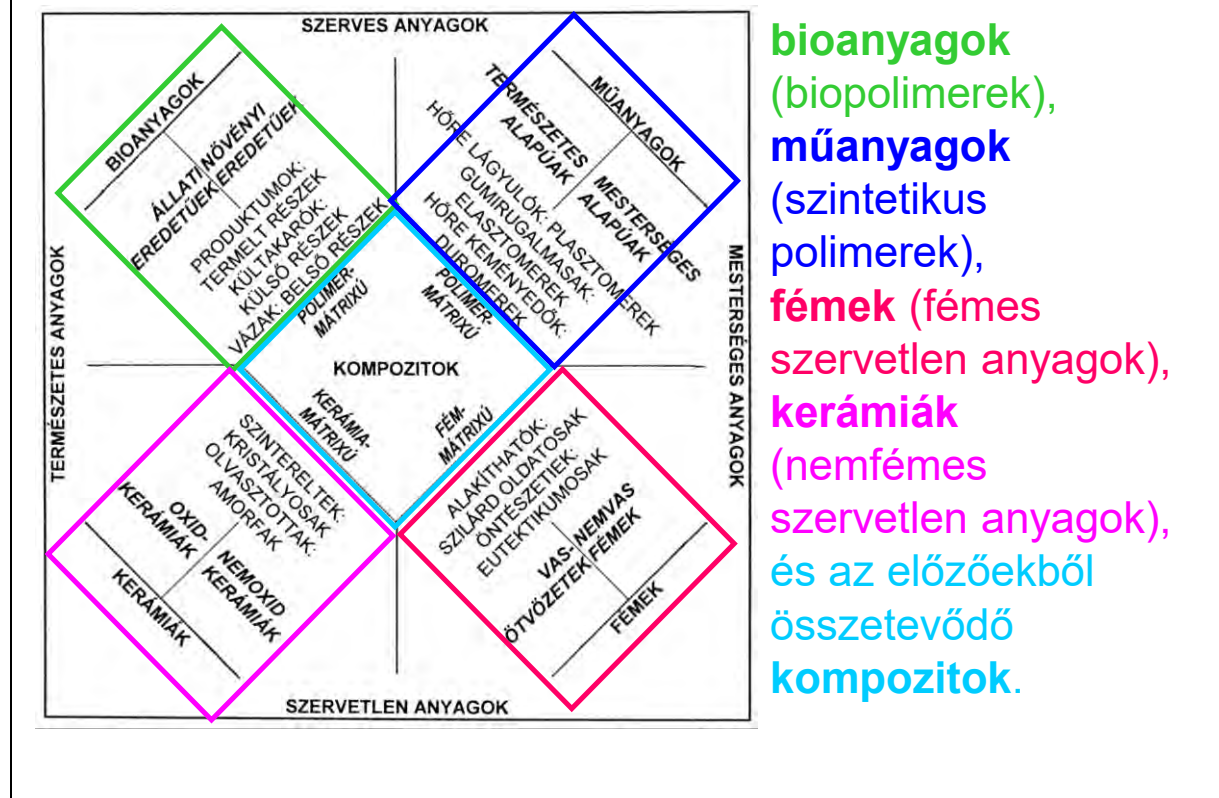 SZERVES ANYAGOK
TERMÉSZETES ANYAGOK
MESTERSÉGES ANYAGOK
SZERVETLEN ANYAGOK
BIOANYAGOK
ÁLLATI
EREDETŰEK
NÖVÉNYI
EREDETŰEK
PRODUKTUMOK:
TERMELT RÉSZEK
KÜLTAKARÓK:
KÜLSŐ RÉSZEK
VÁZAK: BELSŐ RÉSZEK
MŰANYAGOK
TERMÉSZETES
ALAPÚAK
MESTERSÉGES
ALAPÚAK
HŐRE LÁGYULÓK: PLASZTOMEREK
GUMIRUGALMASAK:
ELASZTOMEREK
HŐRE KEMÉNYEDŐK:
DUROMEREK
POLIMER-
MÁTRIXÚ
POLIMER-
MÁTRIXÚ
KOMPOZITOK
KERÁMIA-
MÁTRIXÚ
FÉM-
MÁTRIXÚ
SZINTERELTEK:
KRISTÁLYOSAK
OLVASZTOTTAK:
AMORFAK
OXID-
KERÁMIÁK
NEMOXID
KERÁMIÁK
KERÁMIÁK
ALAKÍTHATÓK:
SZILÁRD OLDATOSAK
ÖNTÉSZETIEK:
EUTEKTIKUMOSAK
VAS-
ÖTVÖZETEK
NEMVAS
FÉMEK
FÉMEK
bioanyagok
(biopolimerek),
műanyagok
(szintetikus
polimerek),
fémek (fémes
szervetlen anyagok),
kerámiák
(nemfémes
szervetlen anyagok),
és az előzőekből
összetevődő
kompozitok.